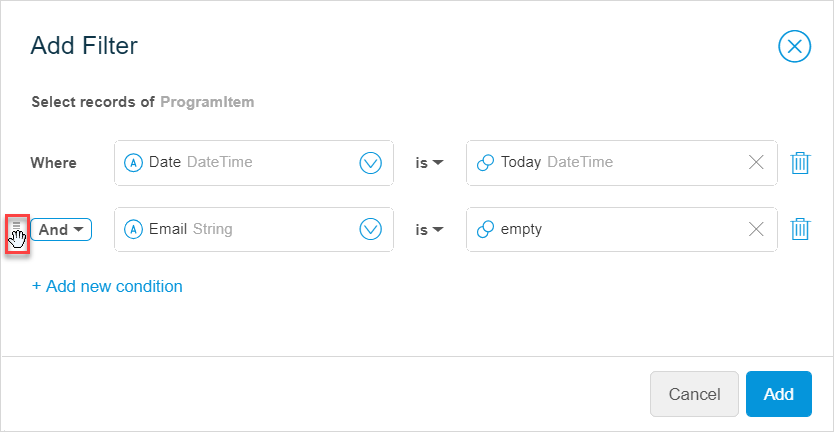 Add Filter
Select records of ProgramItem
Where A Date DateTime is Today DateTime
And A Email String is empty
+ Add new condition
Cancel Add